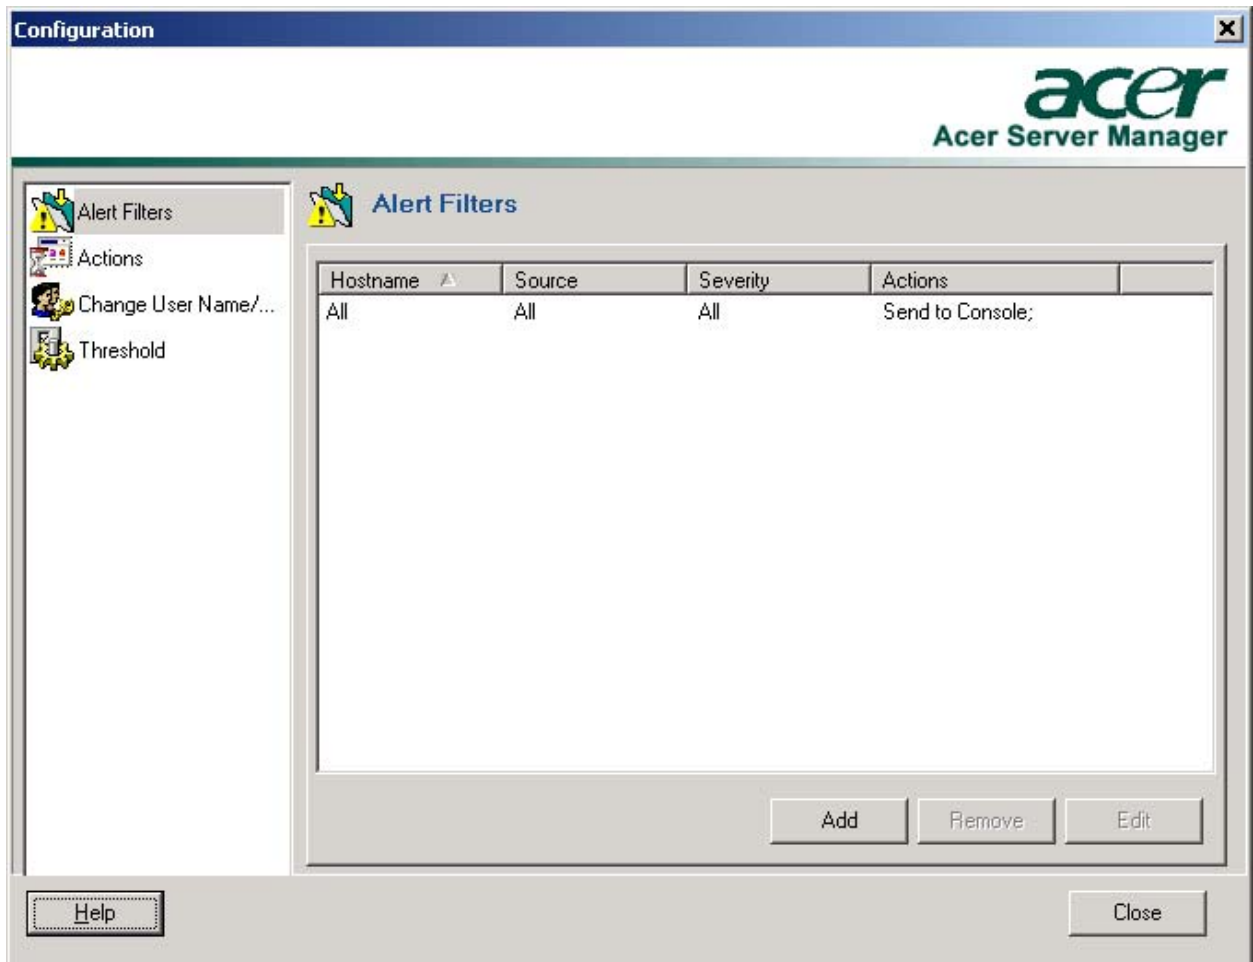 Configuration
acer
Acer Server Manager
Alert Filters
Actions
Change User Name/...
Threshold
Alert Filters
Hostname Source Severity Actions
All All All Send to Console;
Add Remove Edit
Help Close